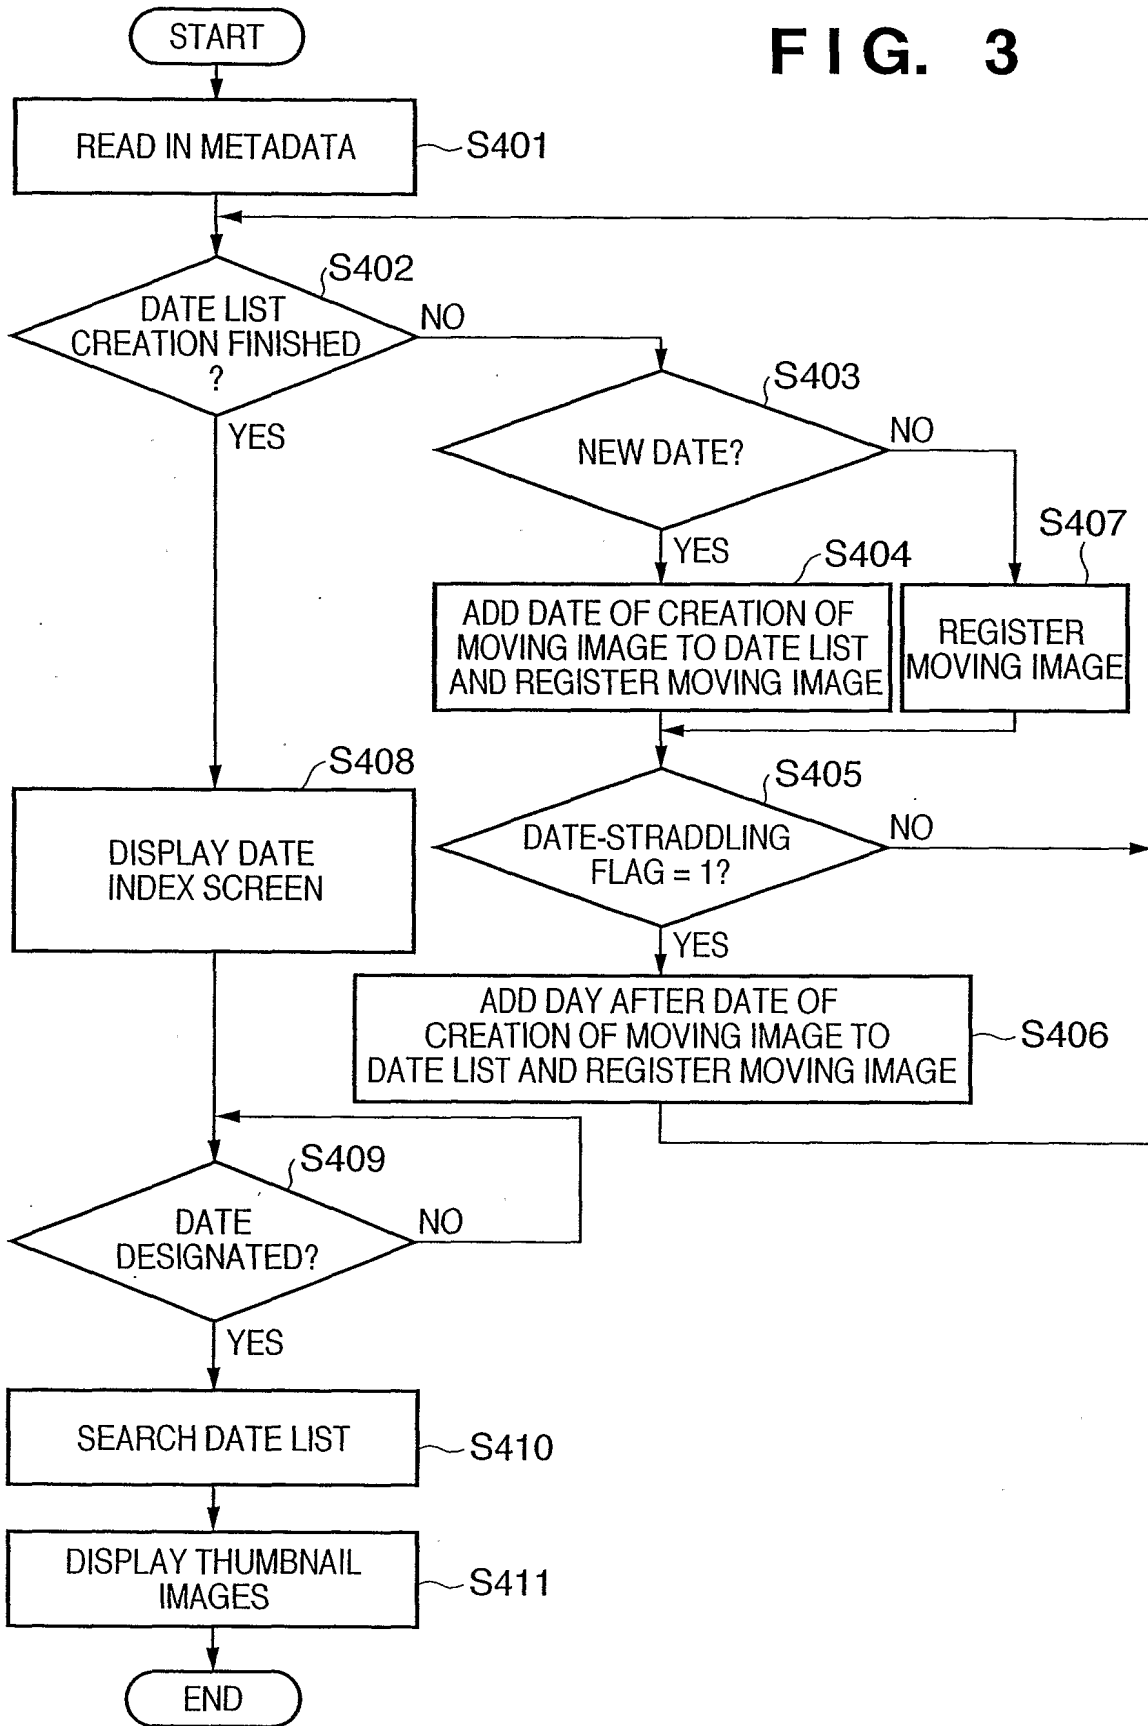 START
FIG. 3
READ IN METADATA
S401
S402
DATE LIST
CREATION FINISHED
?
NO
YES
S403
NEW DATE?
NO
YES
S404
ADD DATE OF CREATION OF
MOVING IMAGE TO DATE LIST
AND REGISTER MOVING IMAGE
S407
REGISTER
MOVING IMAGE
S405
DATE-STRADDLING
FLAG = 1?
NO
YES
S406
ADD DAY AFTER DATE OF
CREATION OF MOVING IMAGE TO
DATE LIST AND REGISTER MOVING IMAGE
S408
DISPLAY DATE
INDEX SCREEN
S409
DATE
DESIGNATED?
NO
YES
SEARCH DATE LIST
S410
DISPLAY THUMBNAIL
IMAGES
S411
END